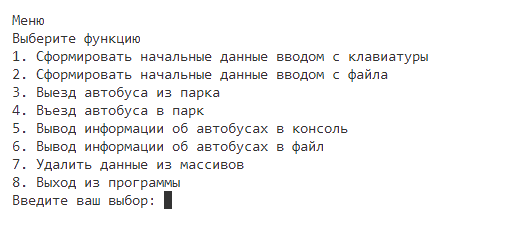 Меню
Выберите функцию
1. Сформировать начальные данные вводом с клавиатуры
2. Сформировать начальные данные вводом с файла
3. Выезд автобуса из парка
4. Въезд автобуса в парк
5. Вывод информации об автобусах в консоль
6. Вывод информации об автобусах в файл
7. Удалить данные из массивов
8. Выход из программы
Введите ваш выбор: